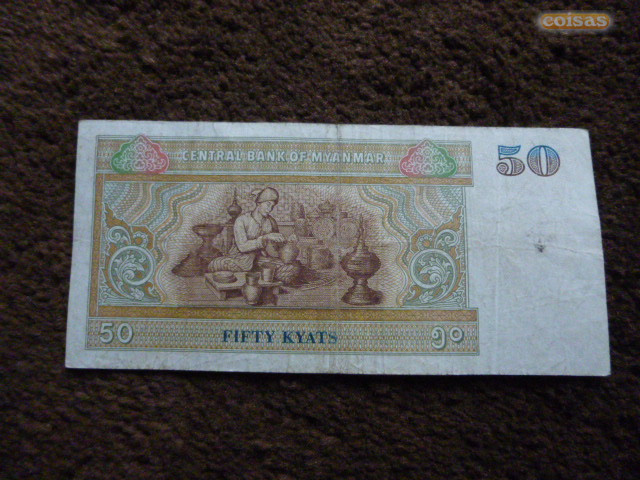 coisas
CENTRAL BANK OF MYANMAR
50
50
FIFTY KYATS
၅၀